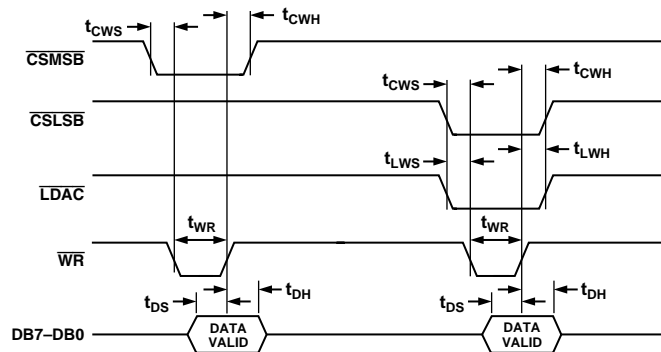 tCWS
tCWH
CSMSB
tCWS
tCWH
CSLSB
tLWS
tLWH
LDAC
tWR
tWR
WR
tDS
tDH
tDS
tDH
DB7–DB0
DATA
VALID
DATA
VALID